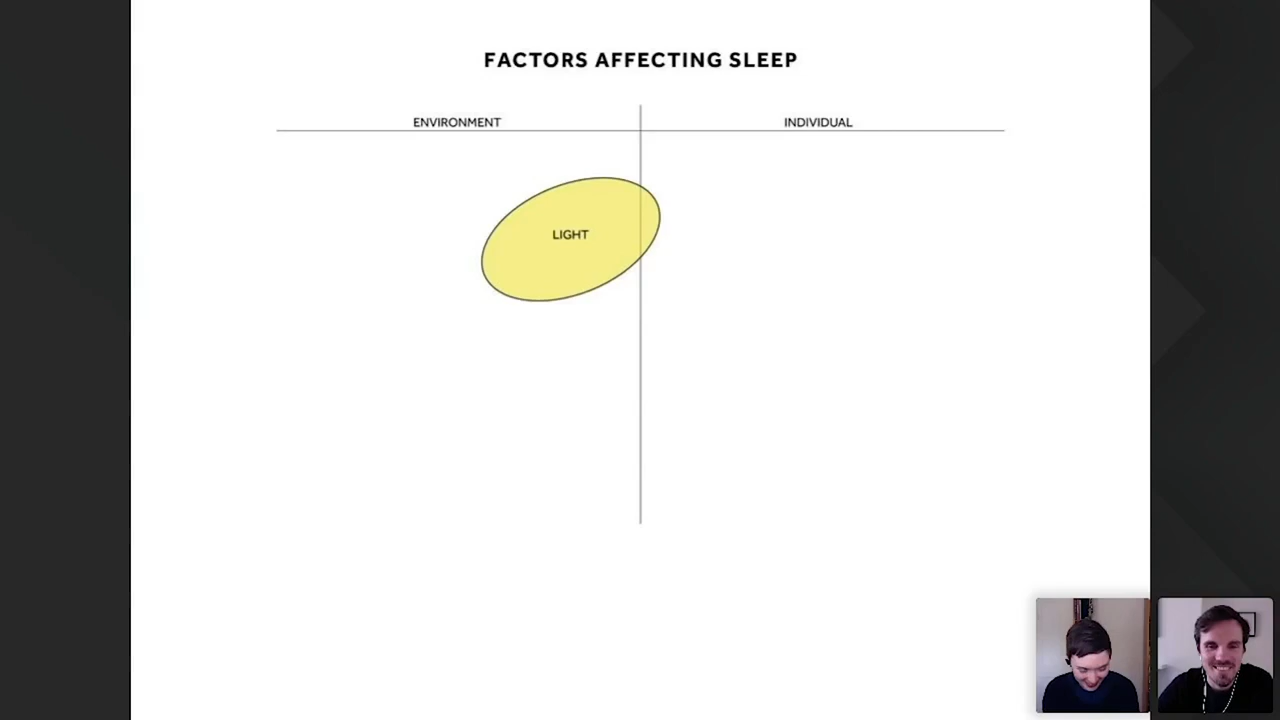 FACTORS AFFECTING SLEEP
ENVIRONMENT
INDIVIDUAL
LIGHT